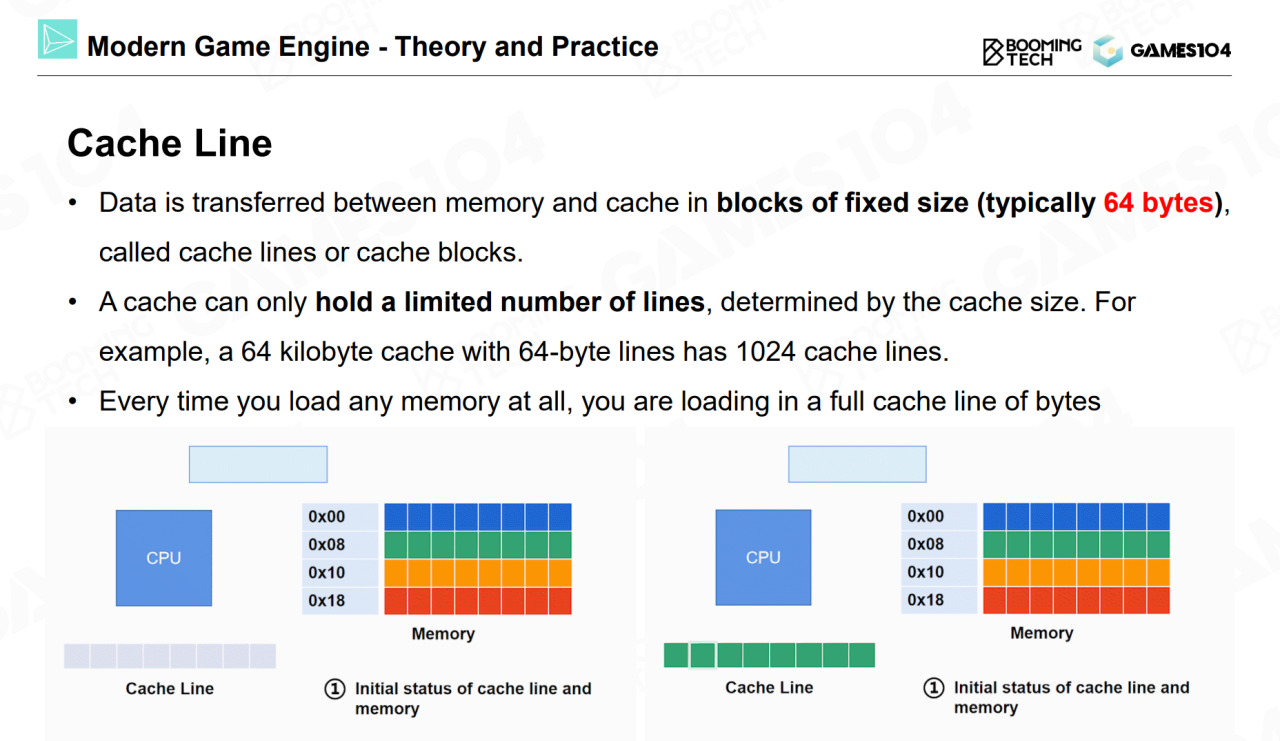 Modern Game Engine - Theory and Practice
BOOMING
TECH
GAMES104
Cache Line
• Data is transferred between memory and cache in blocks of fixed size (typically 64 bytes),
called cache lines or cache blocks.
• A cache can only hold a limited number of lines, determined by the cache size. For
example, a 64 kilobyte cache with 64-byte lines has 1024 cache lines.
• Every time you load any memory at all, you are loading in a full cache line of bytes
CPU
0x00
0x08
0x10
0x18
Memory
Cache Line
① Initial status of cache line and
memory
CPU
0x00
0x08
0x10
0x18
Memory
Cache Line
① Initial status of cache line and
memory